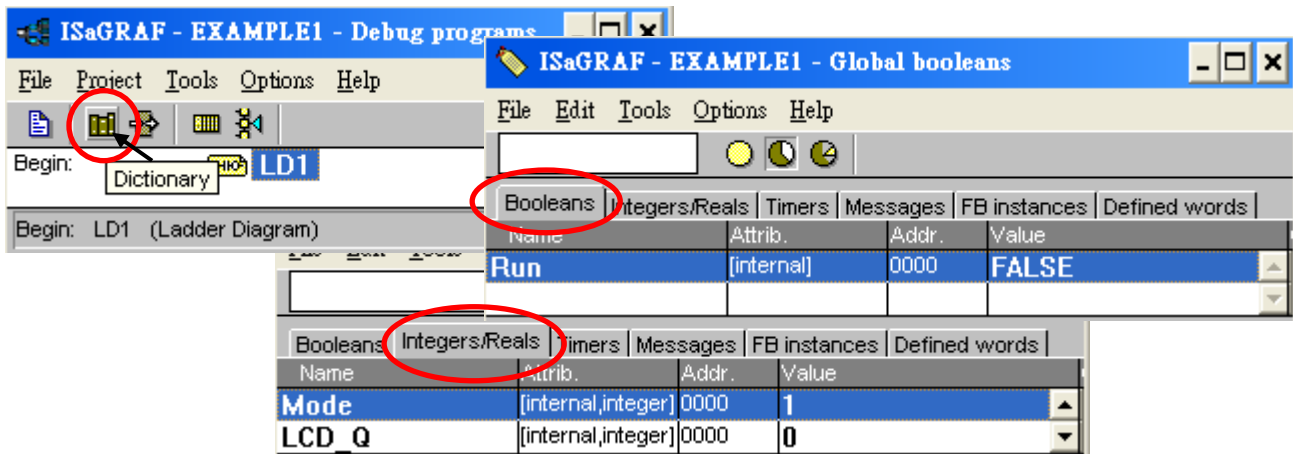 ISaGRAF - EXAMPLE1 - Debug programs
File Project Tools Options Help
Begin: LD1
Dictionary
Begin: LD1 (Ladder Diagram)
ISaGRAF - EXAMPLE1 - Global booleans
File Edit Tools Options Help
Booleans Integers/Reals Timers Messages FB instances Defined words
Name Attrib. Addr. Value
Run [internal] 0000 FALSE
Booleans Integers/Reals Timers Messages FB instances Defined words
Name Attrib. Addr. Value
Mode [internal,integer] 0000 1
LCD_Q [internal,integer] 0000 0